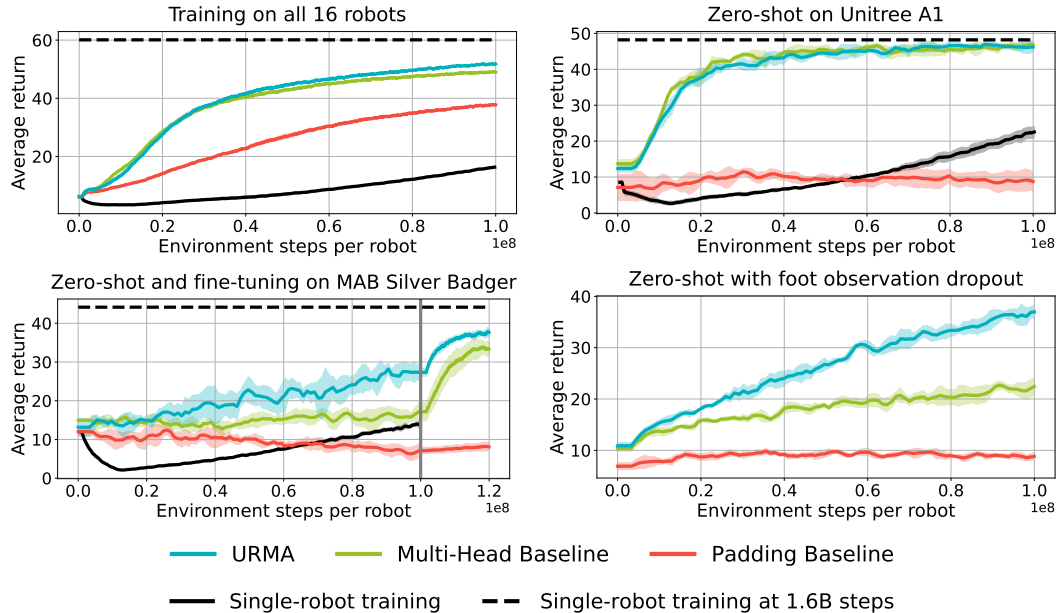 Training on all 16 robots
60
40
20
Average return
0.0 0.2 0.4 0.6 0.8 1.0
1e8
Environment steps per robot
Zero-shot on Unitree A1
50
40
30
20
10
0
Average return
0.0 0.2 0.4 0.6 0.8 1.0
1e8
Environment steps per robot
Zero-shot and fine-tuning on MAB Silver Badger
40
30
20
10
0
Average return
0.0 0.2 0.4 0.6 0.8 1.0 1.2
1e8
Environment steps per robot
Zero-shot with foot observation dropout
40
30
20
10
0
Average return
0.0 0.2 0.4 0.6 0.8 1.0
1e8
Environment steps per robot
URMA Multi-Head Baseline Padding Baseline
Single-robot training Single-robot training at 1.6B steps